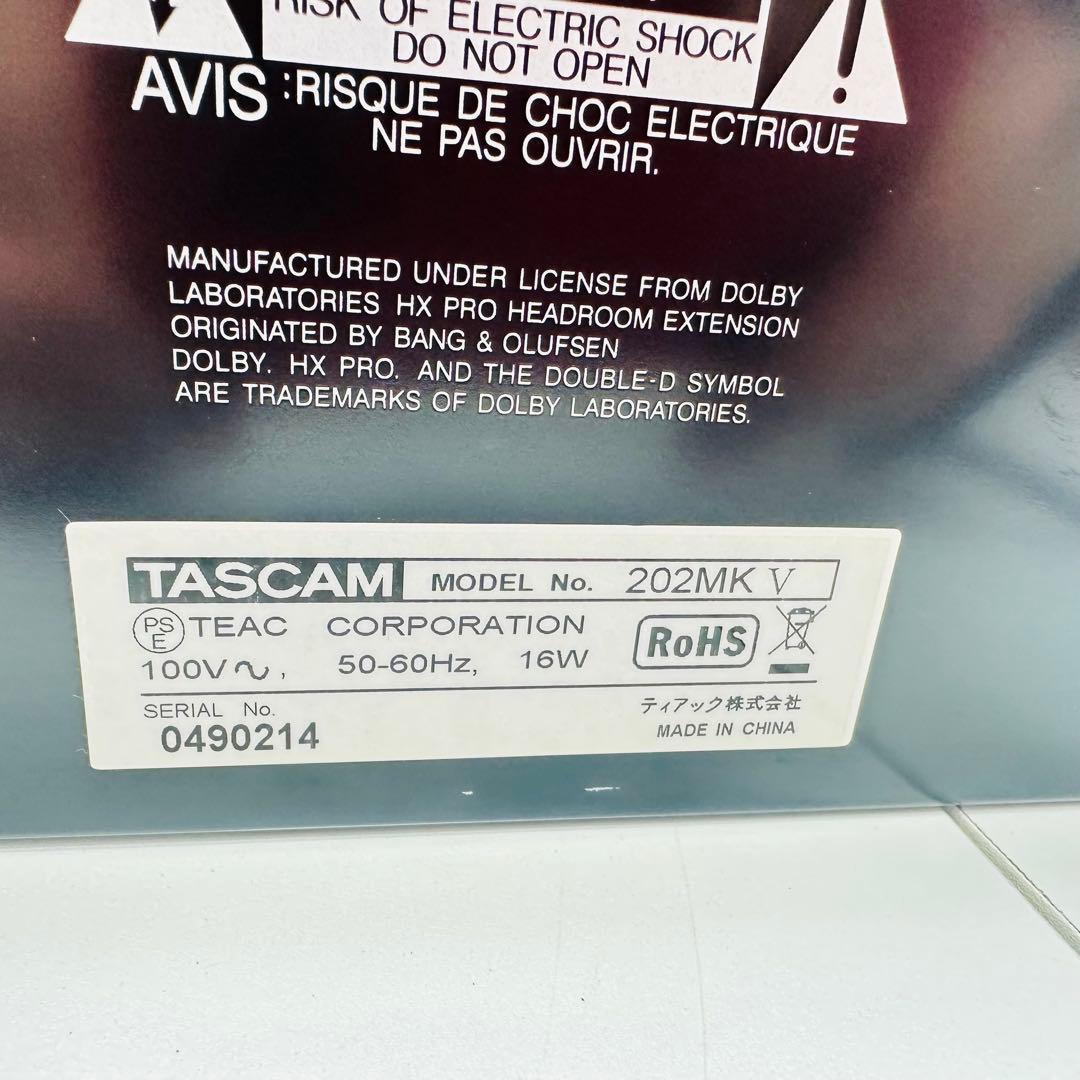 RISK OF ELECTRIC SHOCK
DO NOT OPEN
AVIS :RISQUE DE CHOC ELECTRIQUE
NE PAS OUVRIR.
MANUFACTURED UNDER LICENSE FROM DOLBY
LABORATORIES HX PRO HEADROOM EXTENSION
ORIGINATED BY BANG & OLUFSEN
DOLBY. HX PRO. AND THE DOUBLE-D SYMBOL
ARE TRADEMARKS OF DOLBY LABORATORIES.
TASCAM MODEL No. 202MK V
PSE TEAC CORPORATION
100V~, 50-60Hz, 16W
RoHS
SERIAL No.
0490214
ティアック株式会社
MADE IN CHINA